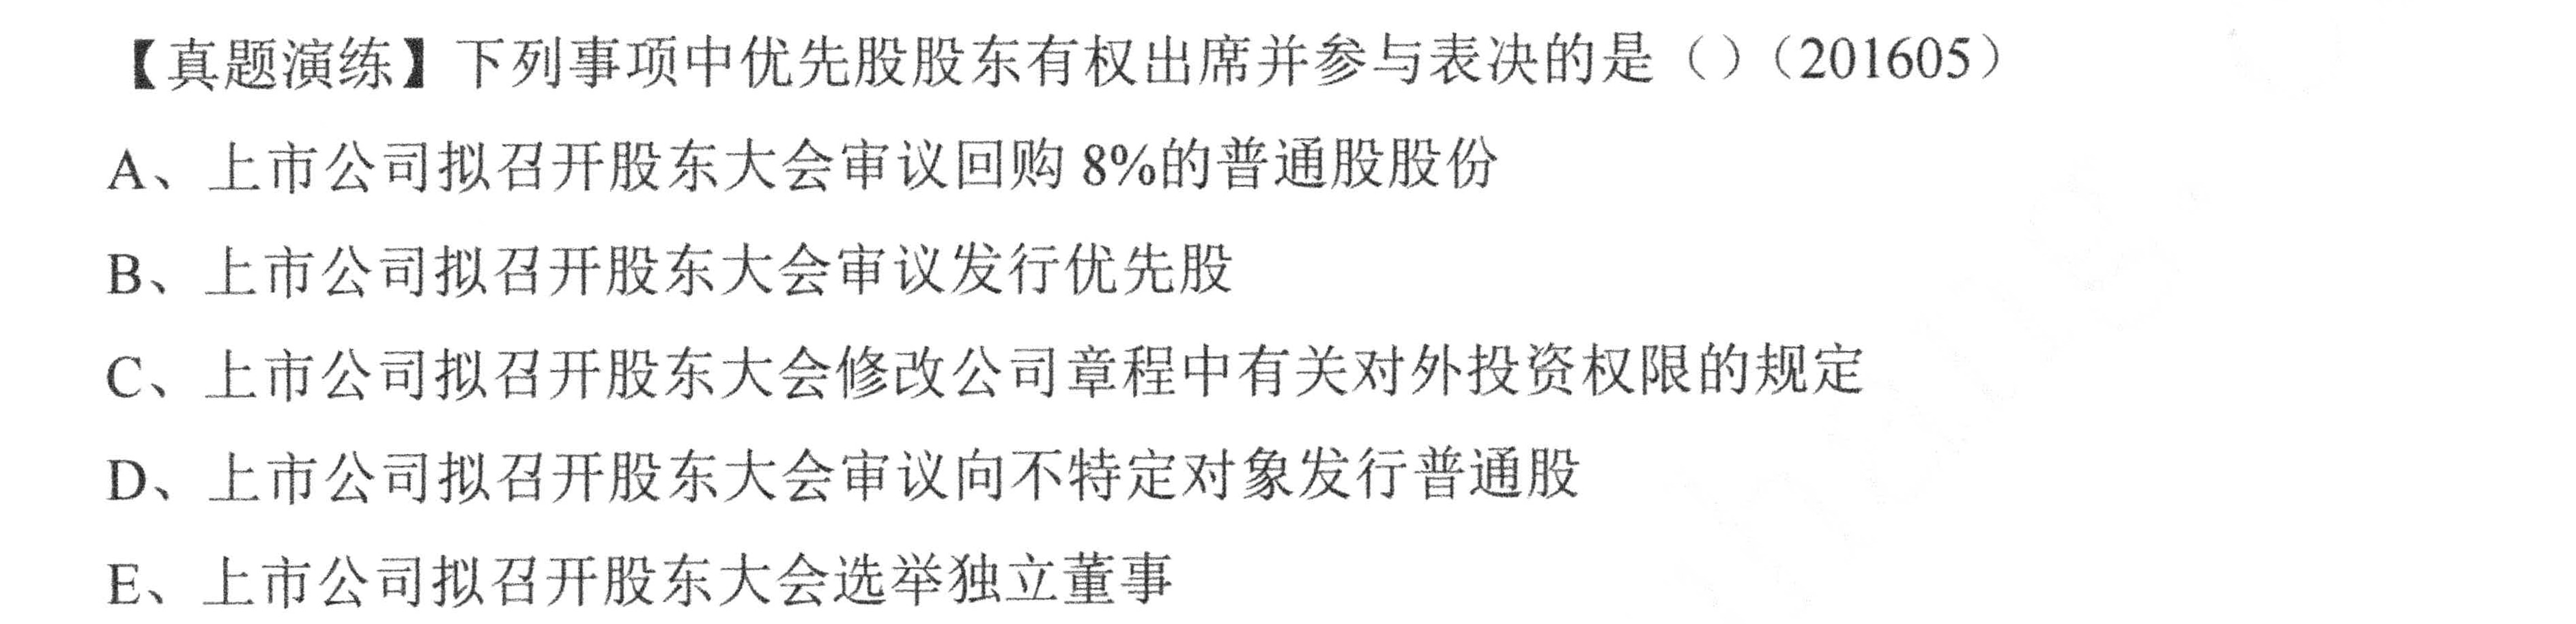 【真题演练】下列事项中优先股股东有权出席并参与表决的是（）（201605）
A、上市公司拟召开股东大会审议回购 8%的普通股股份
B、上市公司拟召开股东大会审议发行优先股
C、上市公司拟召开股东大会修改公司章程中有关对外投资权限的规定
D、上市公司拟召开股东大会审议向不特定对象发行普通股
E、上市公司拟召开股东大会选举独立董事